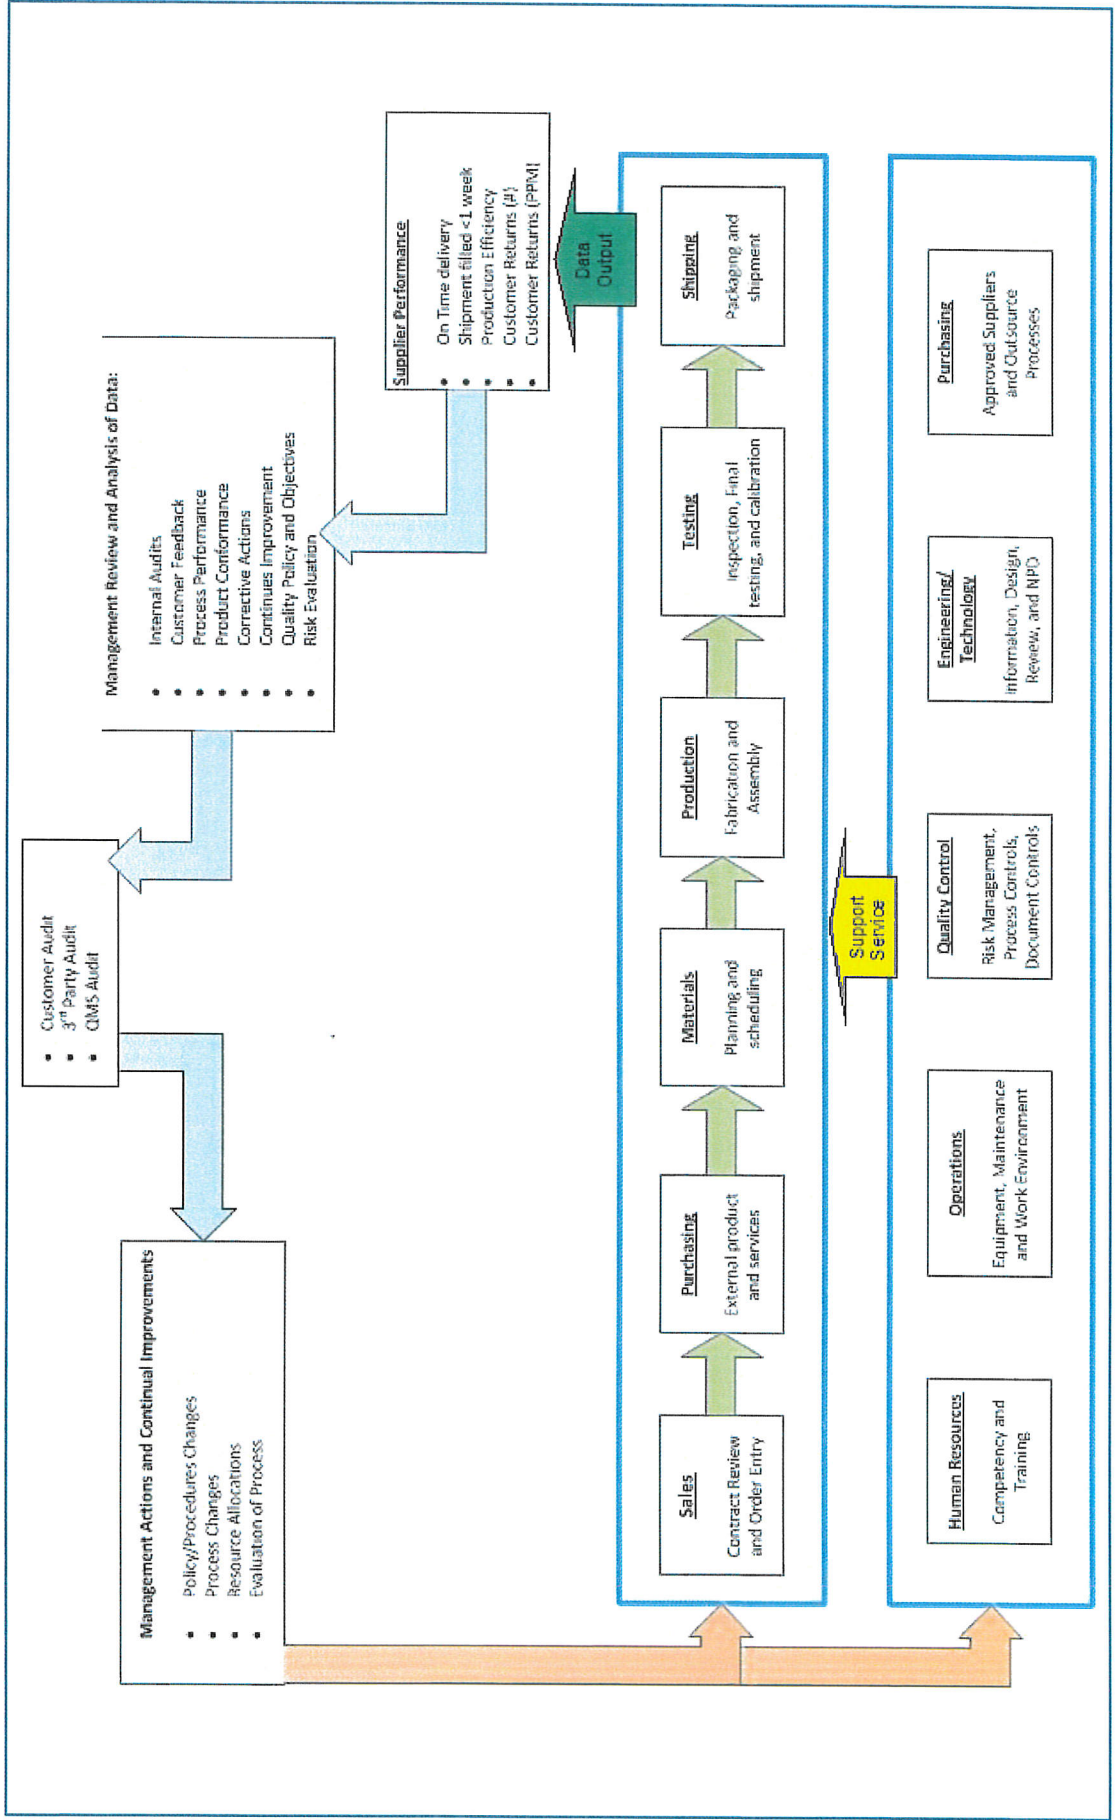 Customer Audit
3rd Party Audit
QMS Audit
Management Actions and Continual Improvements
Policy/Procedures Changes
Process Changes
Resource Allocations
Evaluation of Process
Management Review and Analysis of Data:
Internal Audits
Customer Feedback
Process Performance
Product Conformance
Corrective Actions
Continues Improvement
Quality Policy and Objectives
Risk Evaluation
Supplier Performance
On Time delivery
Shipment filled <1 week
Production Efficiency
Customer Returns (#)
Customer Returns (PPM)
Data
Output
Sales
Contract Review
and Order Entry
Purchasing
External product
and services
Materials
Planning and
scheduling
Production
Fabrication and
Assembly
Testing
Inspection, Final
testing, and calibration
Shipping
Packaging and
shipment
Support
Service
Human Resources
Competency and
Training
Operations
Equipment, Maintenance
and Work Environment
Quality Control
Risk Management,
Process Controls,
Document Controls
Engineering/
Technology
Information, Design,
Review, and NPD
Purchasing
Approved Suppliers
and Outsource
Processes